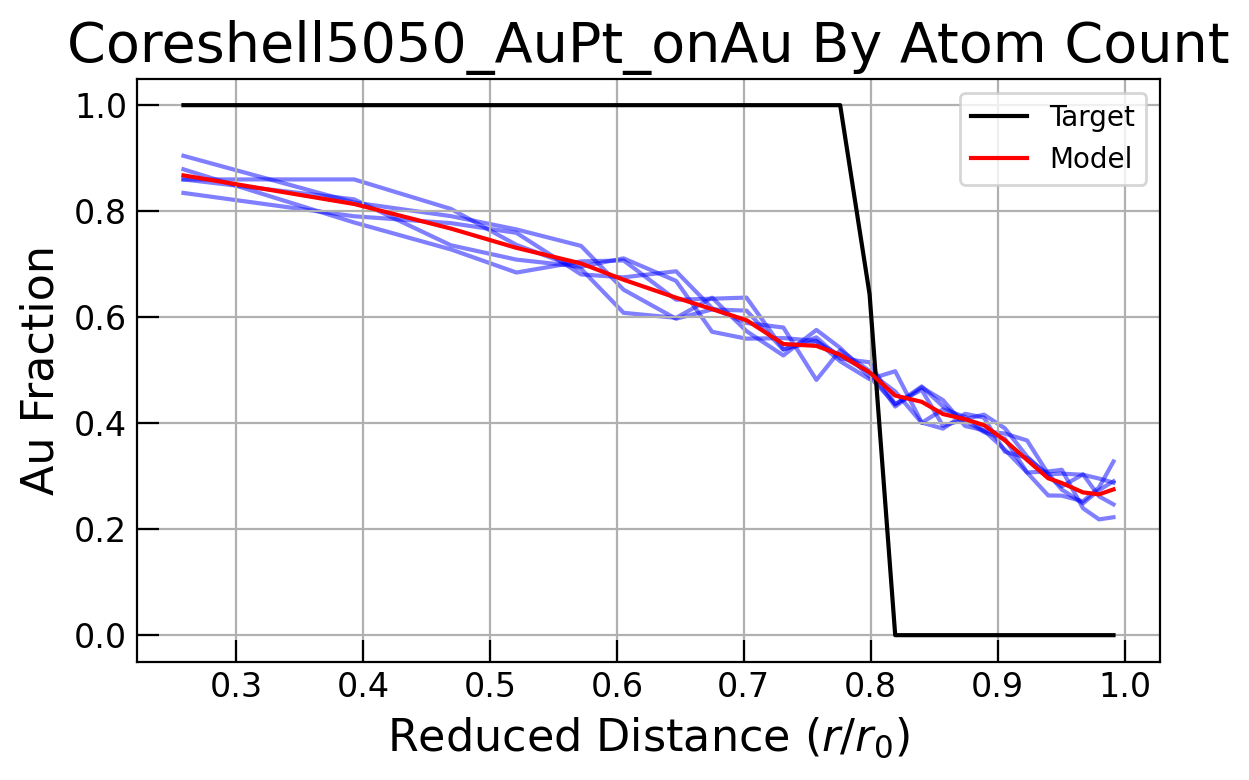 Coreshell5050_AuPt_onAu By Atom Count
Target
Model
Au Fraction
1.0
0.8
0.6
0.4
0.2
0.0
0.3 0.4 0.5 0.6 0.7 0.8 0.9 1.0
Reduced Distance (r/r₀)